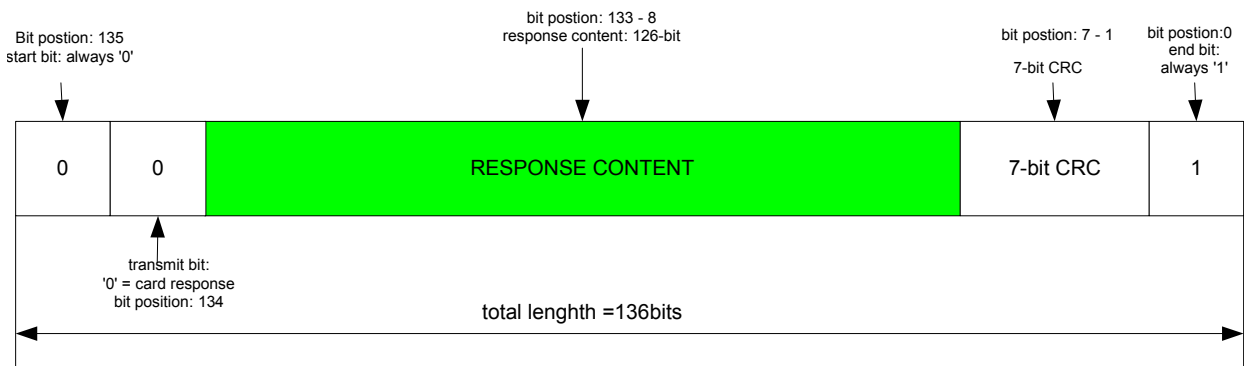 Bit postion: 135
start bit: always '0'
bit postion: 133 - 8
response content: 126-bit
bit postion: 7 - 1
7-bit CRC
bit postion:0
end bit:
always '1'
0
0
RESPONSE CONTENT
7-bit CRC
1
transmit bit:
'0' = card response
bit position: 134
total lenghth =136bits